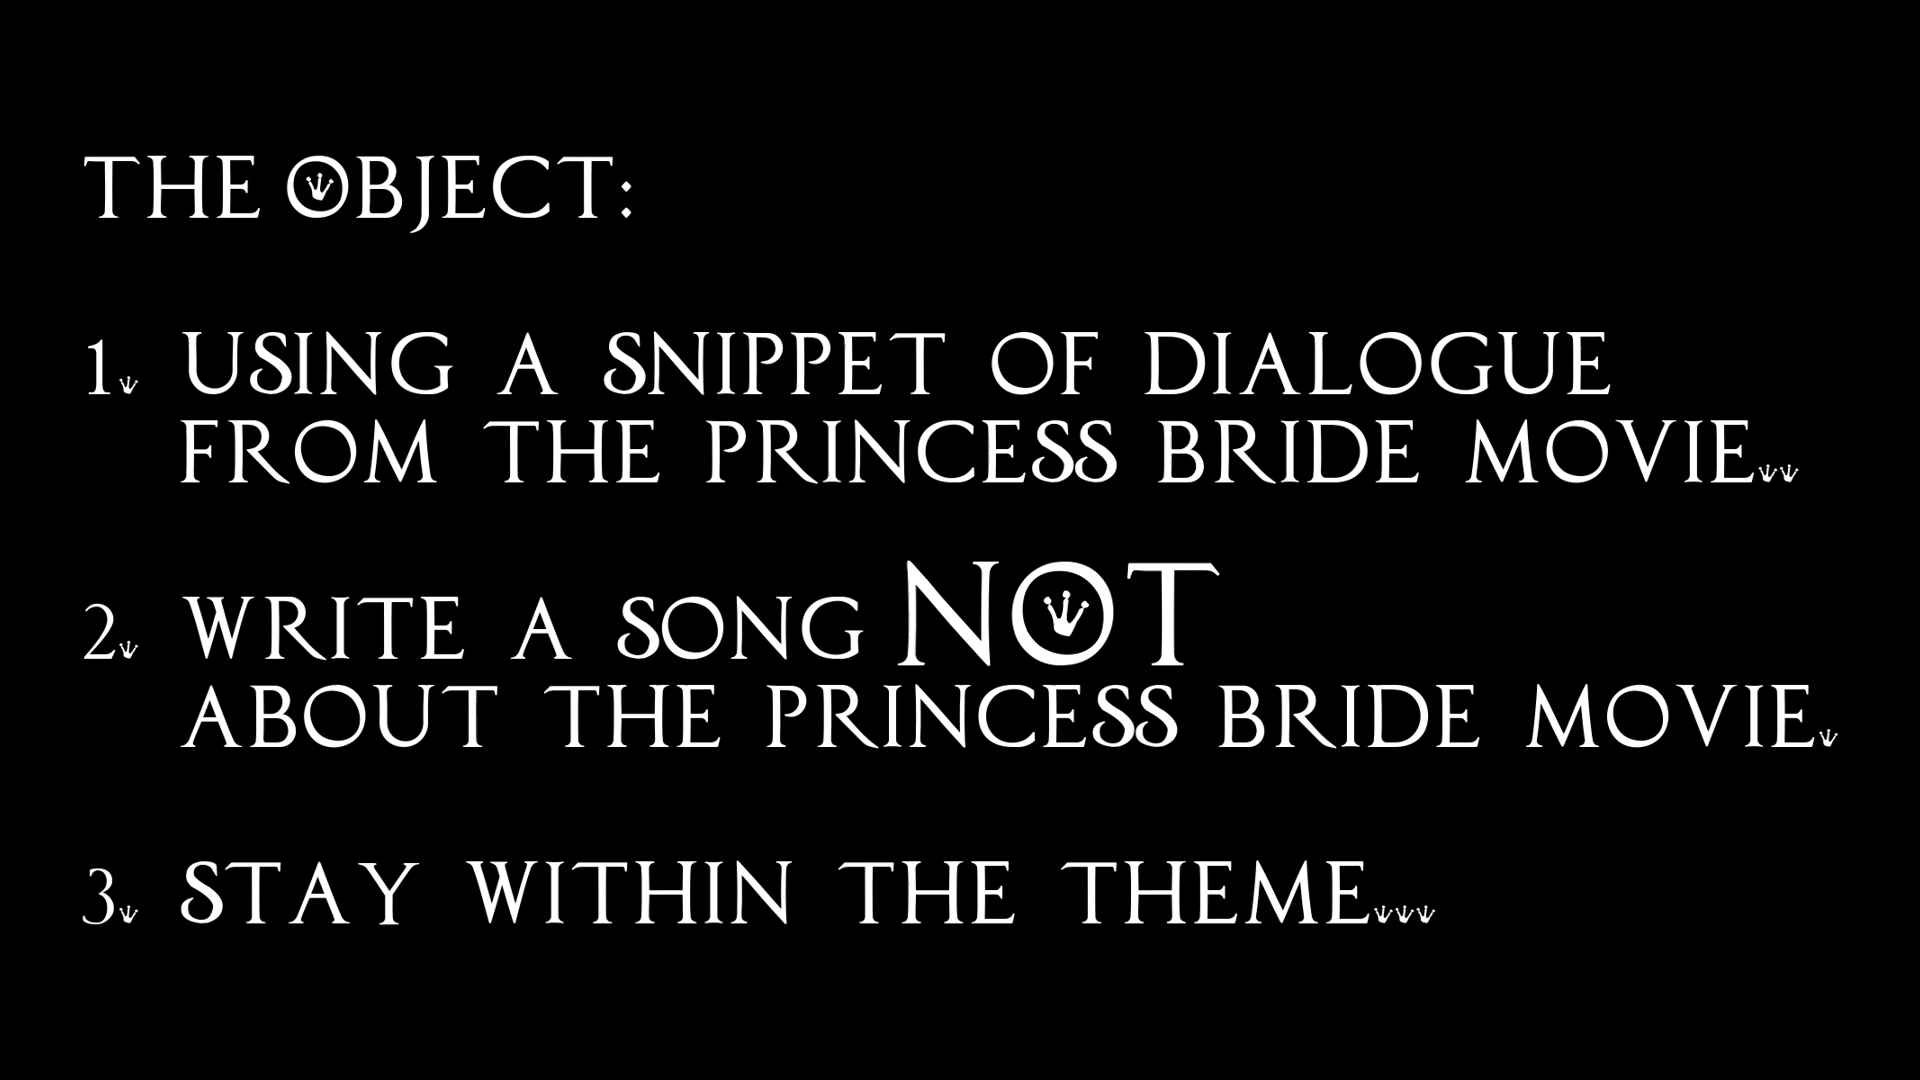 THE OBJECT:
1. USING A SNIPPET OF DIALOGUE
FROM THE PRINCESS BRIDE MOVIE..
2. WRITE A SONG NOT
ABOUT THE PRINCESS BRIDE MOVIE.
3. STAY WITHIN THE THEME...